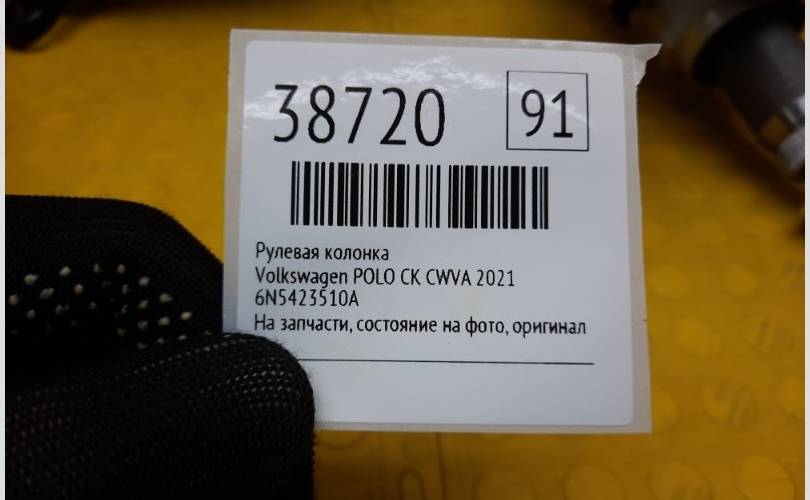 38720 91
Рулевая колонка
Volkswagen POLO CK CWVA 2021
6N5423510A
На запчасти, состояние на фото, оригинал